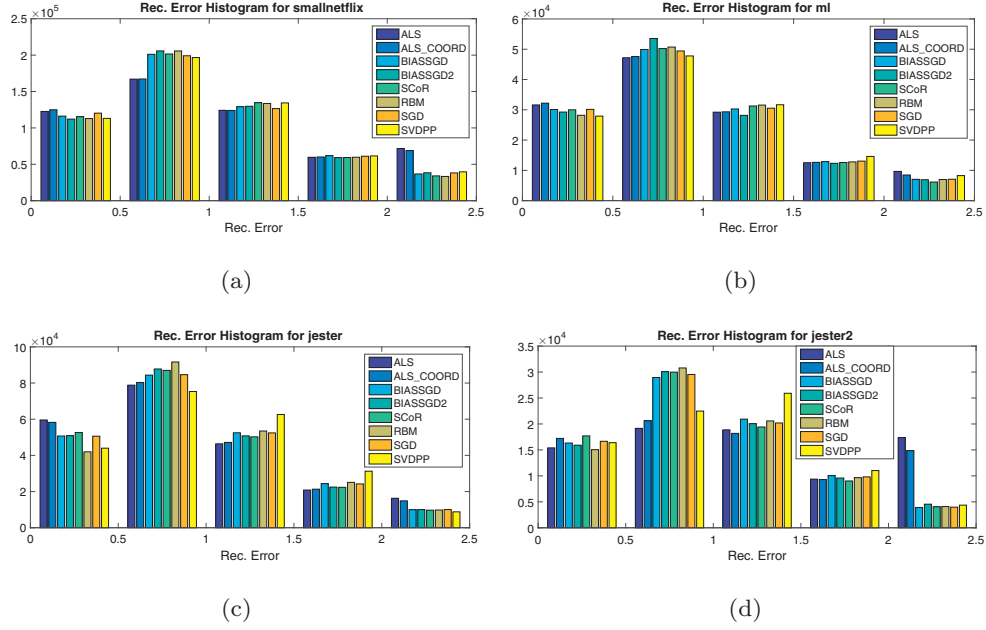 Rec. Error Histogram for smallnetflix
×10^5
2.5
2
1.5
1
0.5
0
0 0.5 1 1.5 2 2.5
Rec. Error
ALS
ALS_COORD
BIASSGD
BIASSGD2
SCoR
RBM
SGD
SVDPP
(a)
Rec. Error Histogram for ml
×10^4
6
5
4
3
2
1
0
0 0.5 1 1.5 2 2.5
Rec. Error
ALS
ALS_COORD
BIASSGD
BIASSGD2
SCoR
RBM
SGD
SVDPP
(b)
Rec. Error Histogram for jester
×10^4
10
8
6
4
2
0
0 0.5 1 1.5 2 2.5
Rec. Error
ALS
ALS_COORD
BIASSGD
BIASSGD2
SCoR
RBM
SGD
SVDPP
(c)
Rec. Error Histogram for jester2
×10^4
3.5
3
2.5
2
1.5
1
0.5
0
0 0.5 1 1.5 2 2.5
Rec. Error
ALS
ALS_COORD
BIASSGD
BIASSGD2
SCoR
RBM
SGD
SVDPP
(d)